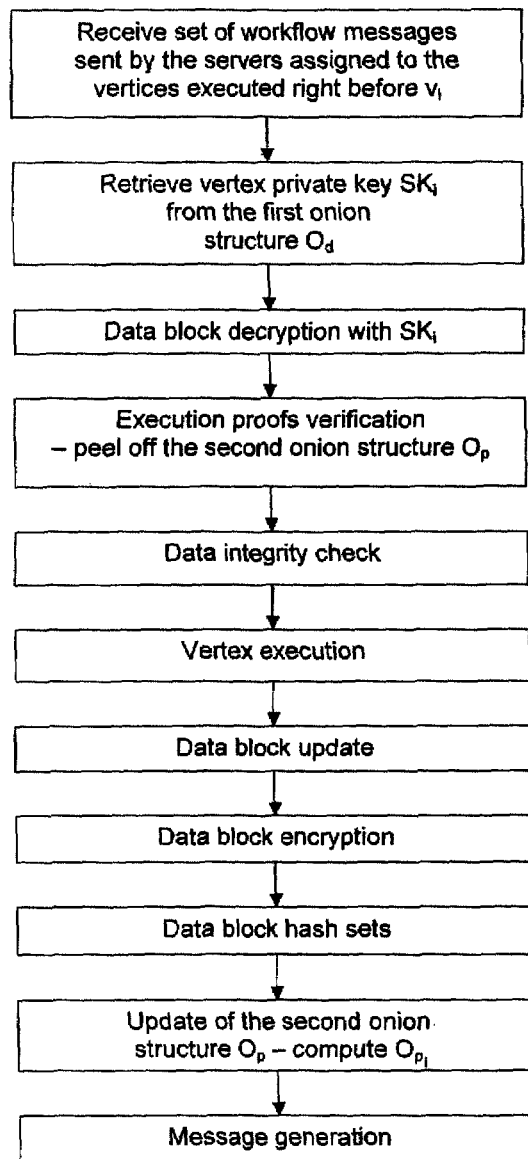 Receive set of workflow messages
sent by the servers assigned to the
vertices executed right before vᵢ
Retrieve vertex private key SKᵢ
from the first onion
structure O_d
Data block decryption with SKᵢ
Execution proofs verification
– peel off the second onion structure Oₚ
Data integrity check
Vertex execution
Data block update
Data block encryption
Data block hash sets
Update of the second onion
structure Oₚ – compute O_pᵢ
Message generation